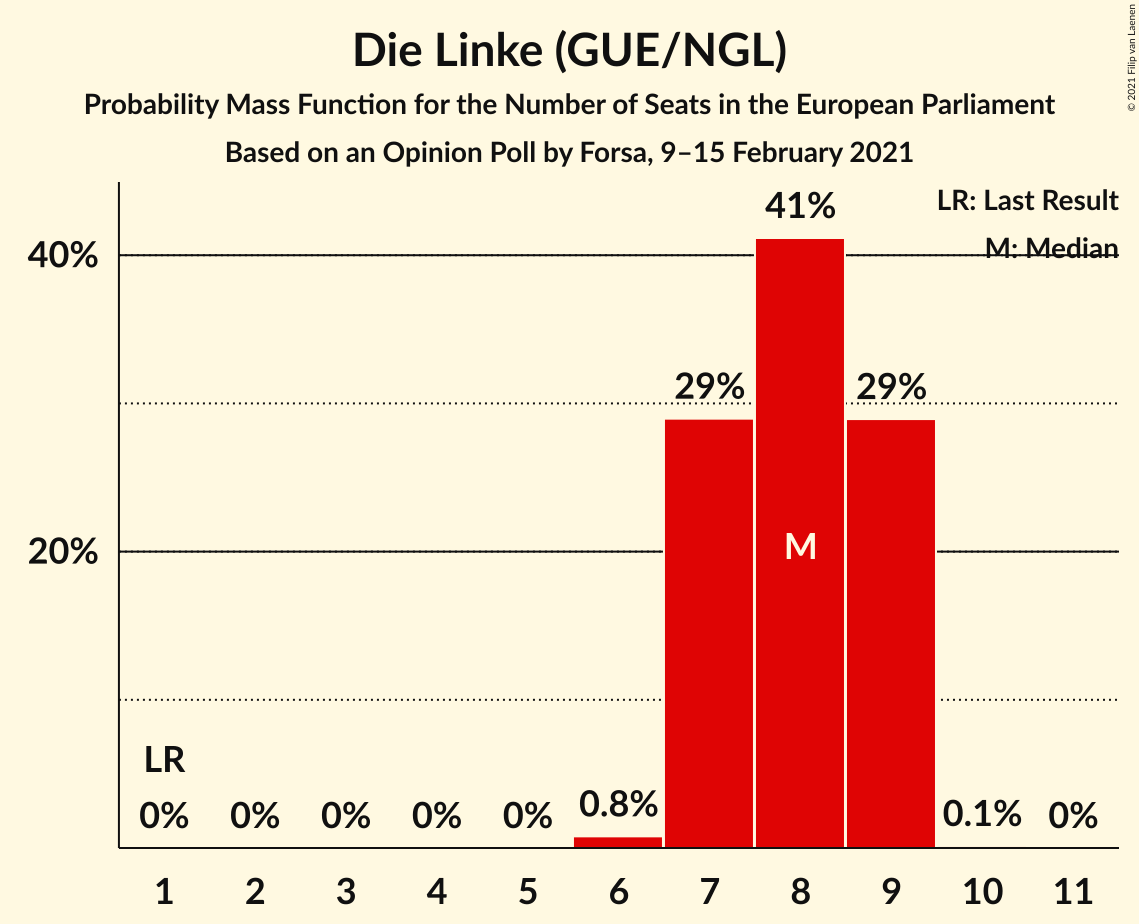 Die Linke (GUE/NGL)
Probability Mass Function for the Number of Seats in the European Parliament
Based on an Opinion Poll by Forsa, 9–15 February 2021
© 2021 Filip van Laenen
LR: Last Result
M: Median
40%
20%
41%
29%
29%
M
LR
0%
0%
0%
0%
0%
0.8%
0.1%
0%
1 2 3 4 5 6 7 8 9 10 11